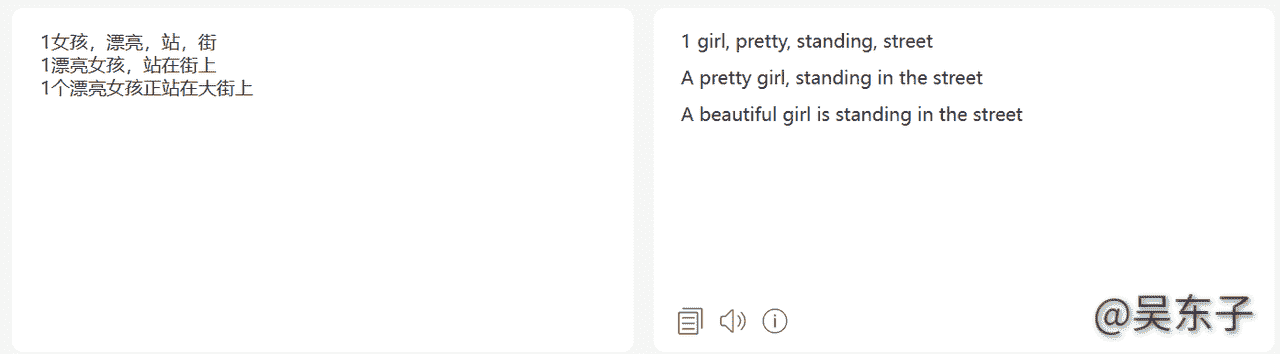 1女孩，漂亮，站，街
1漂亮女孩，站在街上
1个漂亮女孩正站在大街上
1 girl, pretty, standing, street
A pretty girl, standing in the street
A beautiful girl is standing in the street
@吴东子